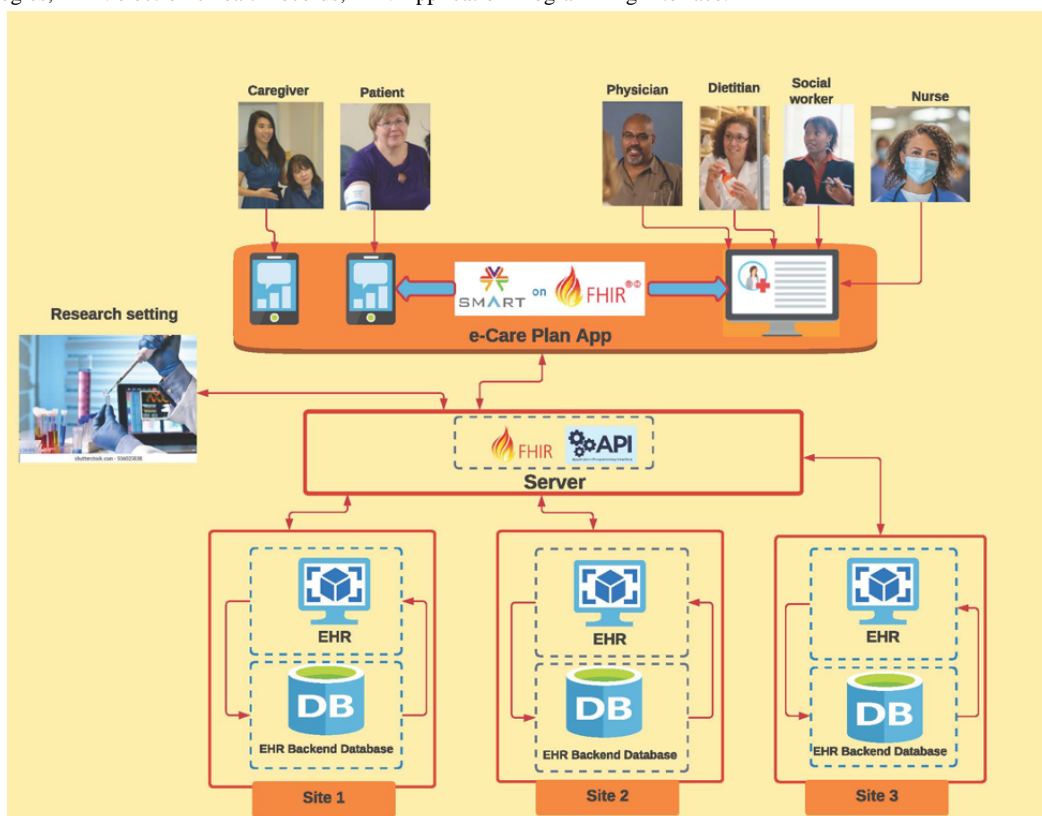 Caregiver
Patient
Physician
Dietitian
Social
worker
Nurse
SMART on FHIR
e-Care Plan App
Research setting
shutterstock.com
FHIR
API
Server
EHR
DB
EHR Backend Database
Site 1
EHR
DB
EHR Backend Database
Site 2
EHR
DB
EHR Backend Database
Site 3